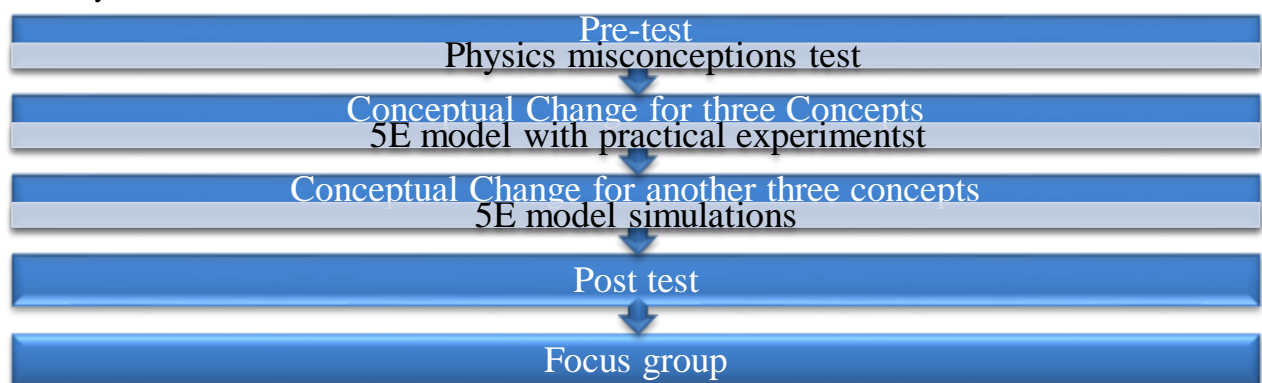 Pre-test
Physics misconceptions test
Conceptual Change for three Concepts
5E model with practical experimentst
Conceptual Change for another three concepts
5E model simulations
Post test
Focus group